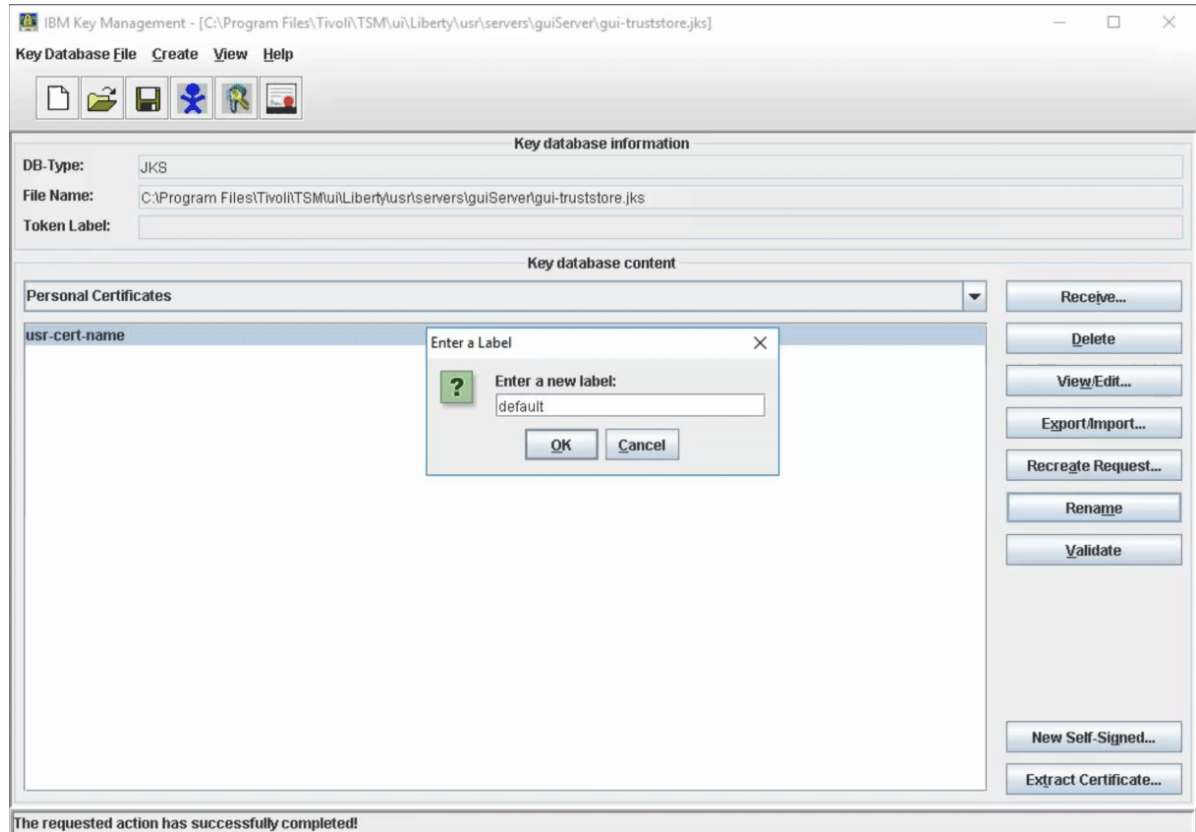 IBM Key Management - [C:\Program Files\Tivoli\TSM\ui\Liberty\usr\servers\guiServer\gui-truststore.jks]
Key Database File Create View Help
Key database information
DB-Type: JKS
File Name: C:\Program Files\Tivoli\TSM\ui\Liberty\usr\servers\guiServer\gui-truststore.jks
Token Label:
Key database content
Personal Certificates
usr-cert-name
Enter a Label
?
Enter a new label:
default
OK Cancel
Receive...
Delete
View/Edit...
Export/Import...
Recreate Request...
Rename
Validate
New Self-Signed...
Extract Certificate...
The requested action has successfully completed!